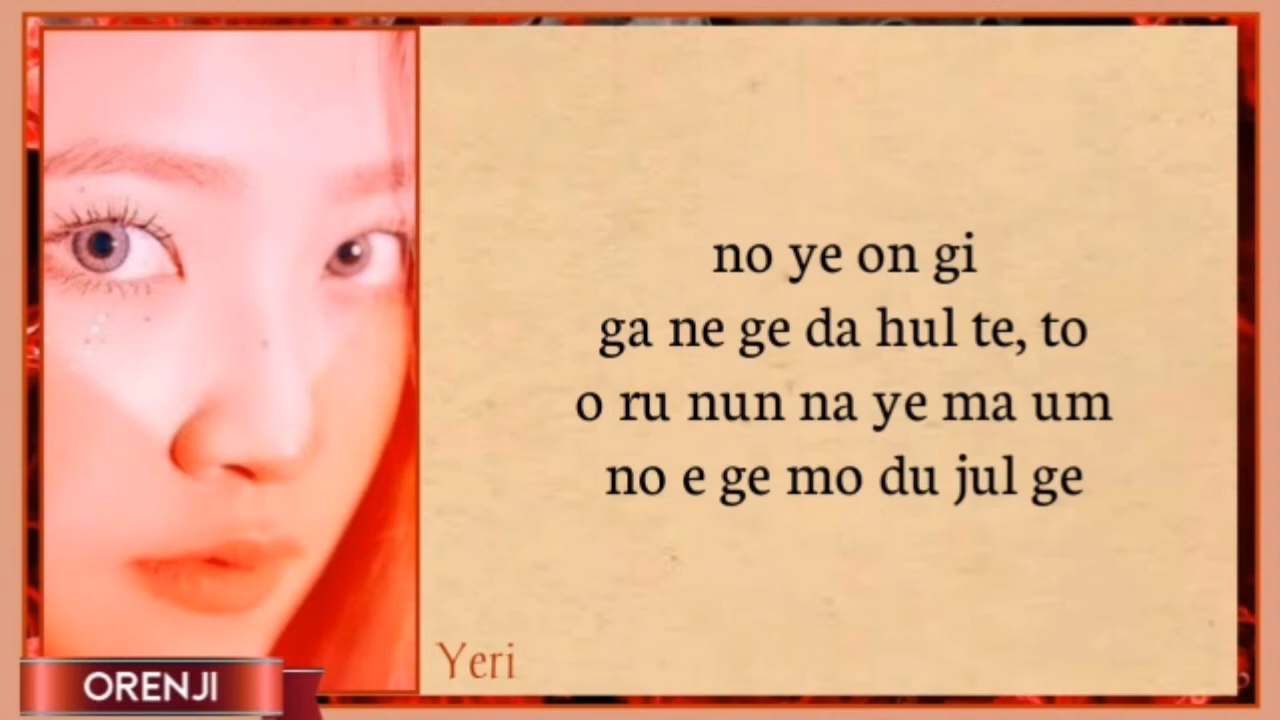 no ye on gi
ga ne ge da hul te, to
o ru nun na ye ma um
no e ge mo du jul ge
Yeri
ORENJI